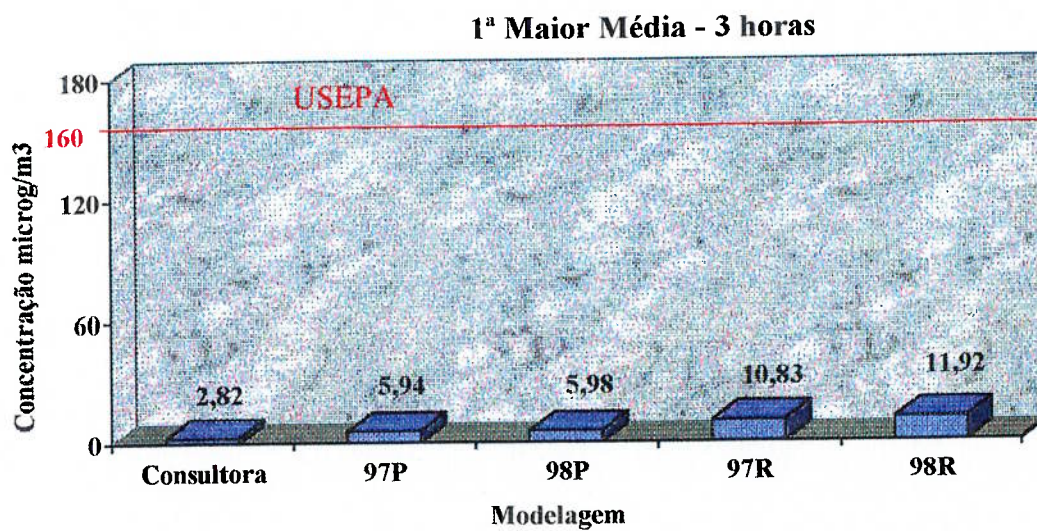 1ª Maior Média - 3 horas
Concentração microg/m3
180
USEPA
160
120
60
0
2,82
5,94
5,98
10,83
11,92
Consultora
97P
98P
97R
98R
Modelagem